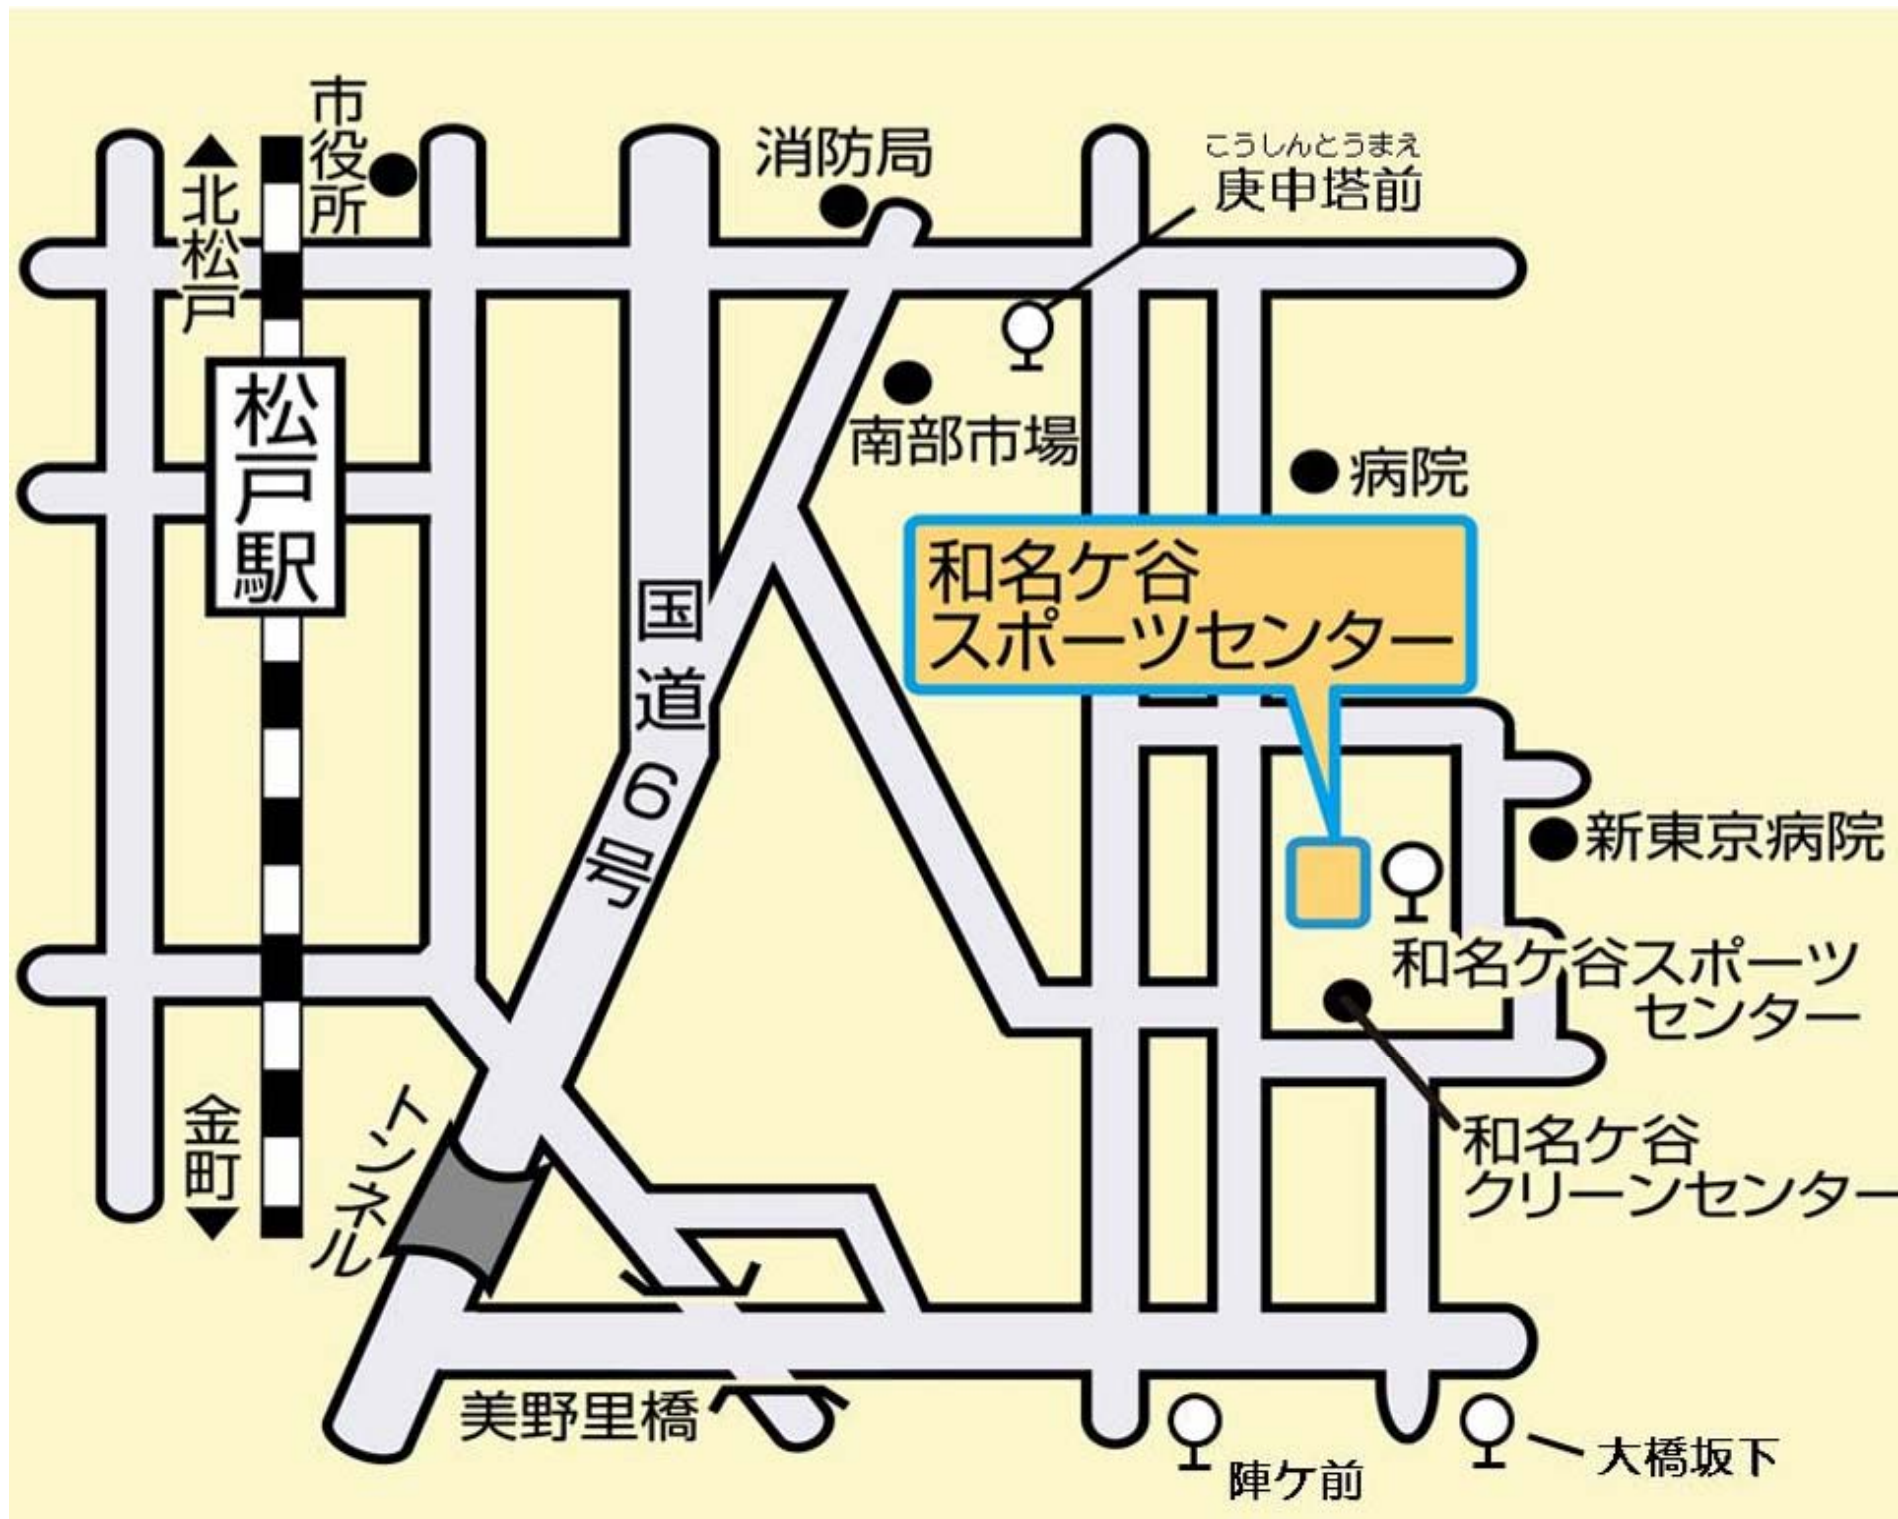 市役所
北松戸
消防局
こうしんとうまえ
庚申塔前
松戸駅
南部市場
病院
和名ケ谷
スポーツセンター
国道6号
新東京病院
和名ケ谷スポーツ
センター
金町
トンネル
和名ケ谷
クリーンセンター
美野里橋
陣ケ前
大橋坂下